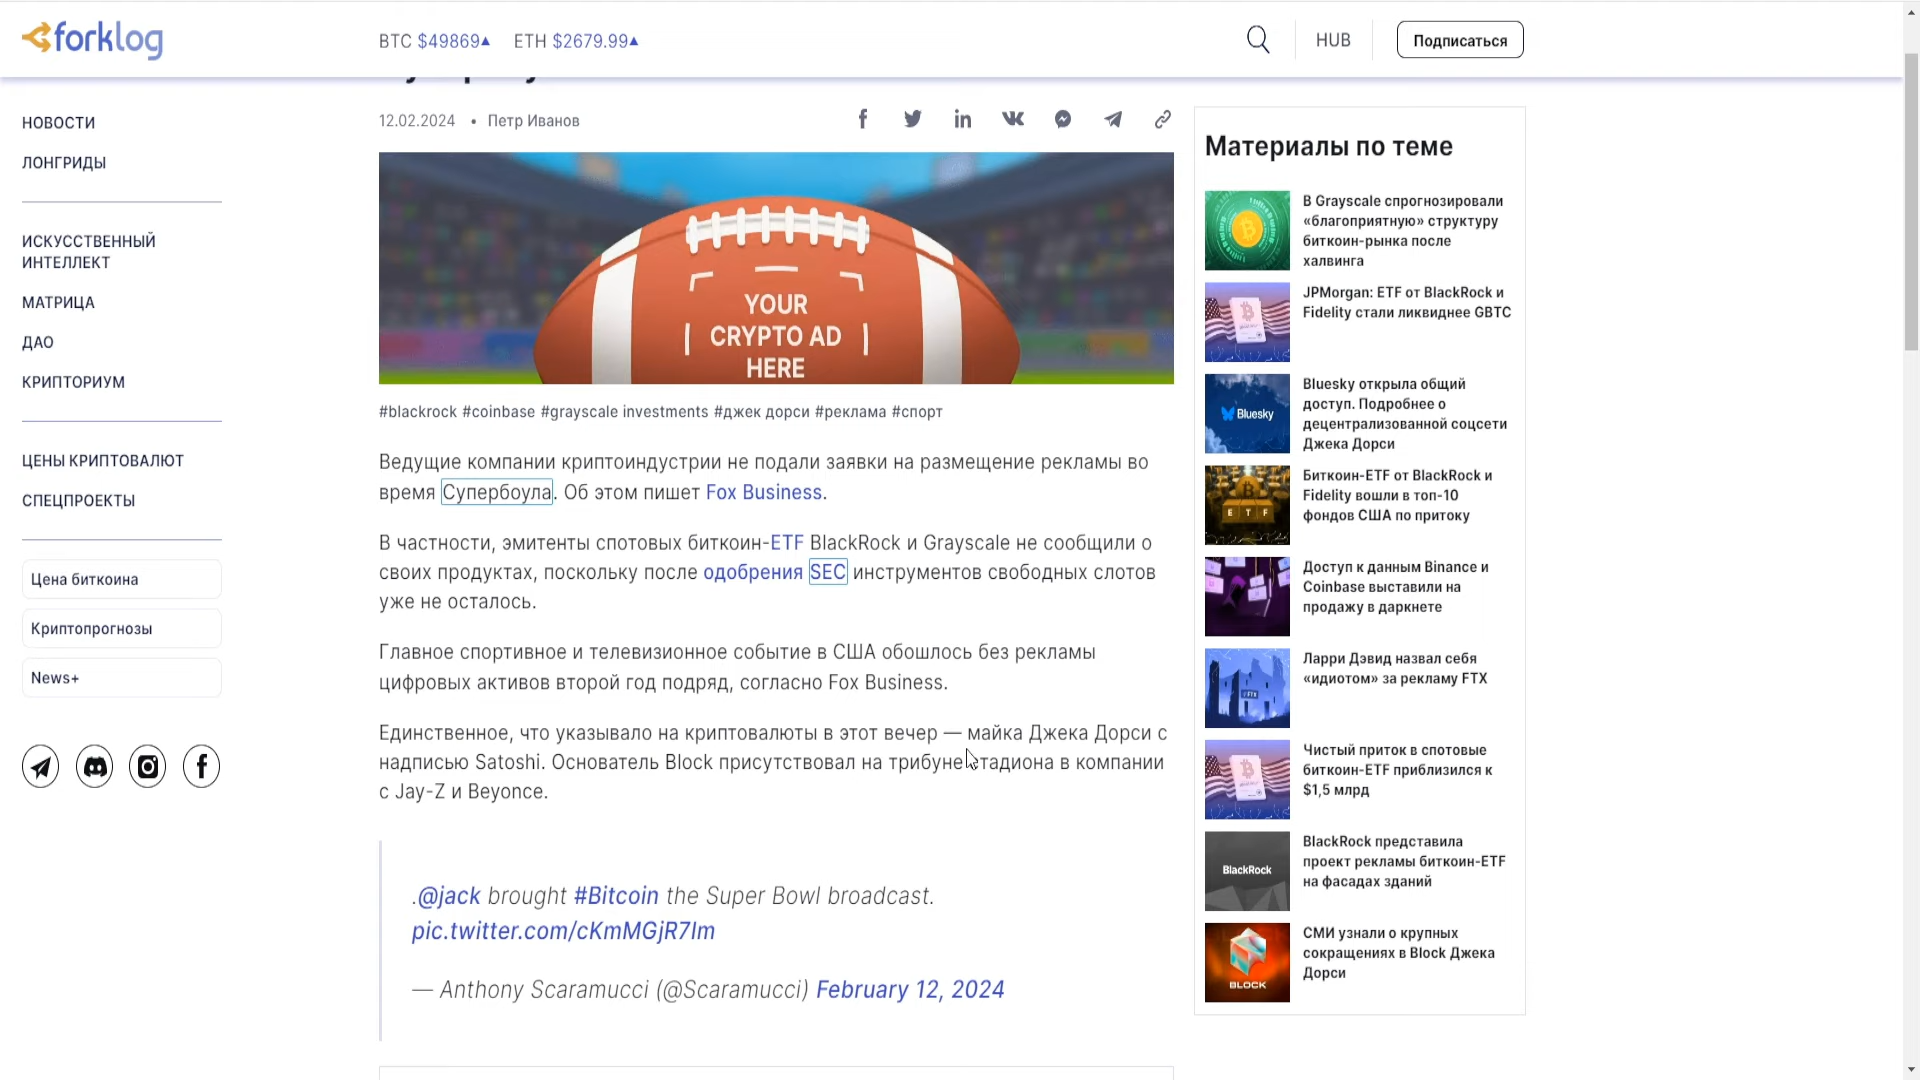 forklog
BTC $49869▲ ETH $2679.99▲
HUB
Подписаться
НОВОСТИ
ЛОНГРИДЫ
ИСКУССТВЕННЫЙ
ИНТЕЛЛЕКТ
МАТРИЦА
ДАО
КРИПТОРИУМ
ЦЕНЫ КРИПТОВАЛЮТ
СПЕЦПРОЕКТЫ
Цена биткоина
Криптопрогнозы
News+
12.02.2024 • Петр Иванов
YOUR
CRYPTO AD
HERE
#blackrock #coinbase #grayscale investments #джек дорси #реклама #спорт
Ведущие компании криптоиндустрии не подали заявки на размещение рекламы во
время Супербоула. Об этом пишет Fox Business.
В частности, эмитенты спотовых биткоин-ETF BlackRock и Grayscale не сообщили о
своих продуктах, поскольку после одобрения SEC инструментов свободных слотов
уже не осталось.
Главное спортивное и телевизионное событие в США обошлось без рекламы
цифровых активов второй год подряд, согласно Fox Business.
Единственное, что указывало на криптовалюты в этот вечер — майка Джека Дорси с
надписью Satoshi. Основатель Block присутствовал на трибуне стадиона в компании
с Jay-Z и Beyonce.
.@jack brought #Bitcoin the Super Bowl broadcast.
pic.twitter.com/cKmMGjR7Im
— Anthony Scaramucci (@Scaramucci) February 12, 2024
Материалы по теме
В Grayscale спрогнозировали
«благоприятную» структуру
биткоин-рынка после
халвинга
JPMorgan: ETF от BlackRock и
Fidelity стали ликвиднее GBTC
Bluesky
Bluesky открыла общий
доступ. Подробнее о
децентрализованной соцсети
Джека Дорси
E T F
Биткоин-ETF от BlackRock и
Fidelity вошли в топ-10
фондов США по притоку
Доступ к данным Binance и
Coinbase выставили на
продажу в даркнете
FTX
Ларри Дэвид назвал себя
«идиотом» за рекламу FTX
Чистый приток в спотовые
биткоин-ETF приблизился к
$1,5 млрд
BlackRock
BlackRock представила
проект рекламы биткоин-ETF
на фасадах зданий
BLOCK
СМИ узнали о крупных
сокращениях в Block Джека
Дорси